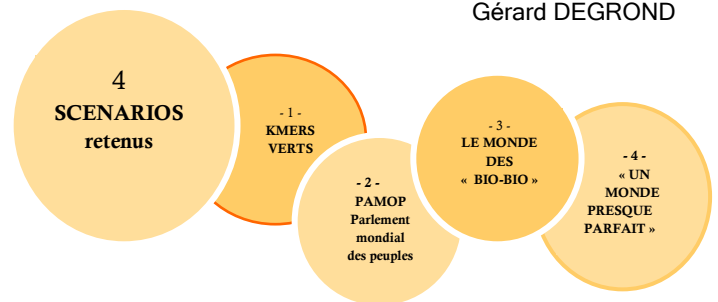 Gérard DEGROND
4
SCENARIOS
retenus
- 1 -
KMERS
VERTS
- 2 -
PAMOP
Parlement
mondial
des peuples
- 3 -
LE MONDE
DES
« BIO-BIO »
- 4 -
« UN
MONDE
PRESQUE
PARFAIT »